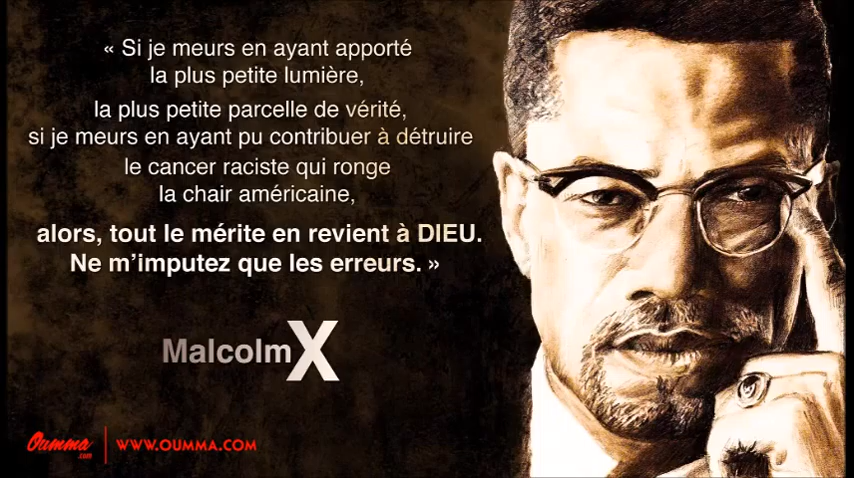 « Si je meurs en ayant apporté
la plus petite lumière,
la plus petite parcelle de vérité,
si je meurs en ayant pu contribuer à détruire
le cancer raciste qui ronge
la chair américaine,
alors, tout le mérite en revient à DIEU.
Ne m'imputez que les erreurs. »
Malcolm X
Oumma.com | WWW.OUMMA.COM